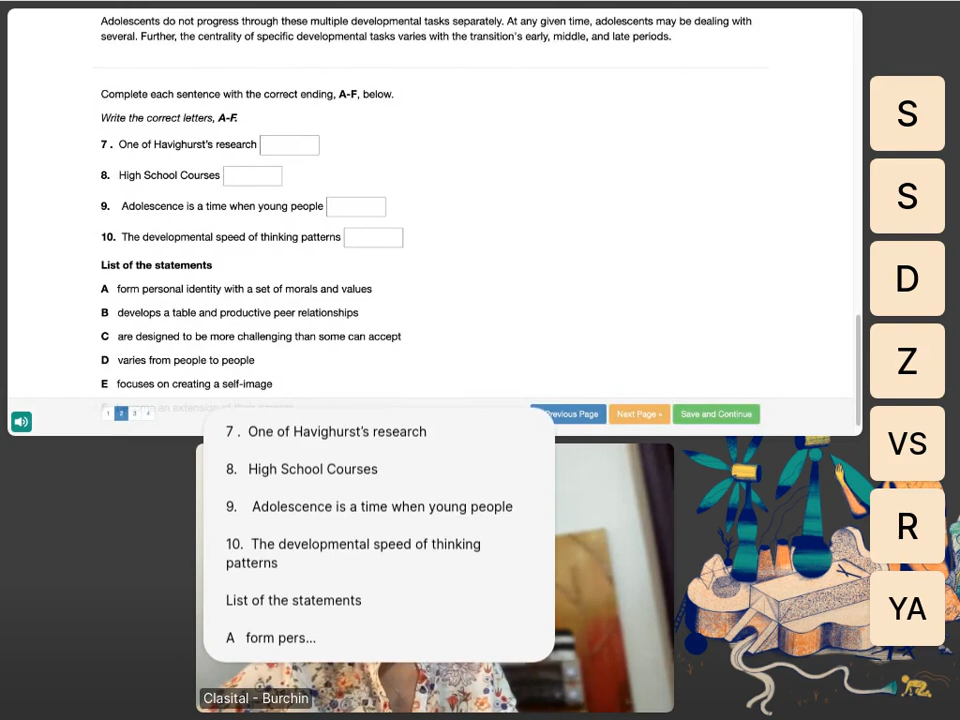 Adolescents do not progress through these multiple developmental tasks separately. At any given time, adolescents may be dealing with
several. Further, the centrality of specific developmental tasks varies with the transition's early, middle, and late periods.
Complete each sentence with the correct ending, A-F, below.
Write the correct letters, A-F.
7 . One of Havighurst's research
8. High School Courses
9. Adolescence is a time when young people
10. The developmental speed of thinking patterns
List of the statements
A form personal identity with a set of morals and values
B develops a table and productive peer relationships
C are designed to be more challenging than some can accept
D varies from people to people
E focuses on creating a self-image
1 2 3 4
Previous Page
Next Page »
Save and Continue
7 . One of Havighurst's research
8. High School Courses
9. Adolescence is a time when young people
10. The developmental speed of thinking
patterns
List of the statements
A form pers...
Clasital - Burchin
S
S
D
Z
VS
R
YA